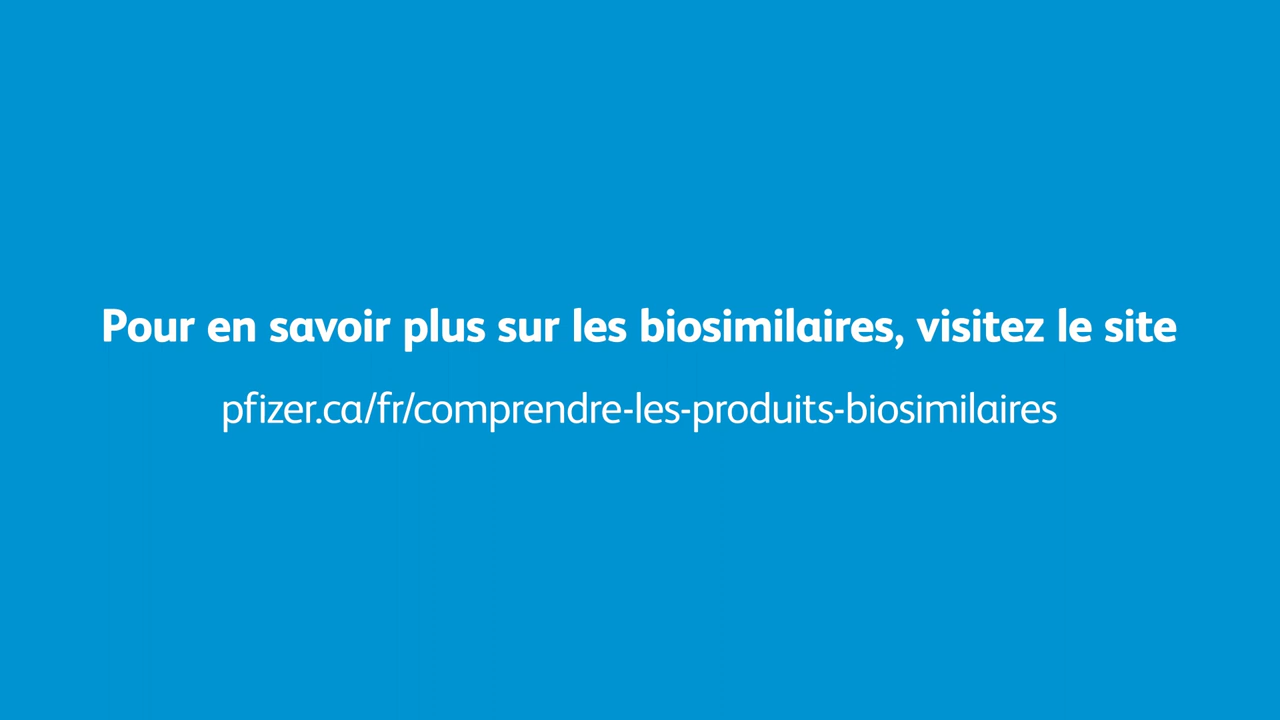 Pour en savoir plus sur les biosimilaires, visitez le site
pfizer.ca/fr/comprendre-les-produits-biosimilaires